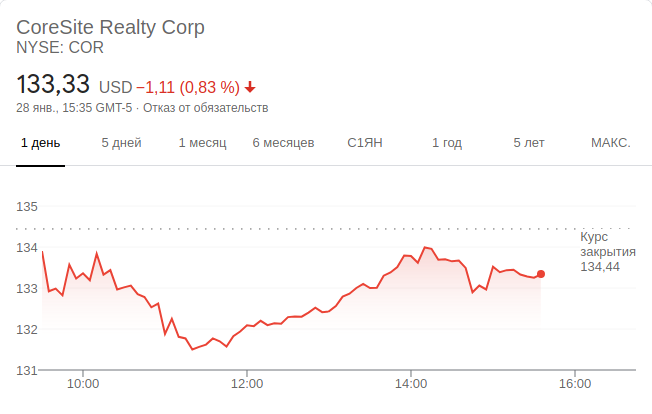 CoreSite Realty Corp
NYSE: COR
133,33 USD −1,11 (0,83 %)
28 янв., 15:35 GMT-5 · Отказ от обязательств
1 день 5 дней 1 месяц 6 месяцев С1ЯН 1 год 5 лет МАКС.
135
134
133
132
131
Курс
закрытия
134,44
10:00 12:00 14:00 16:00